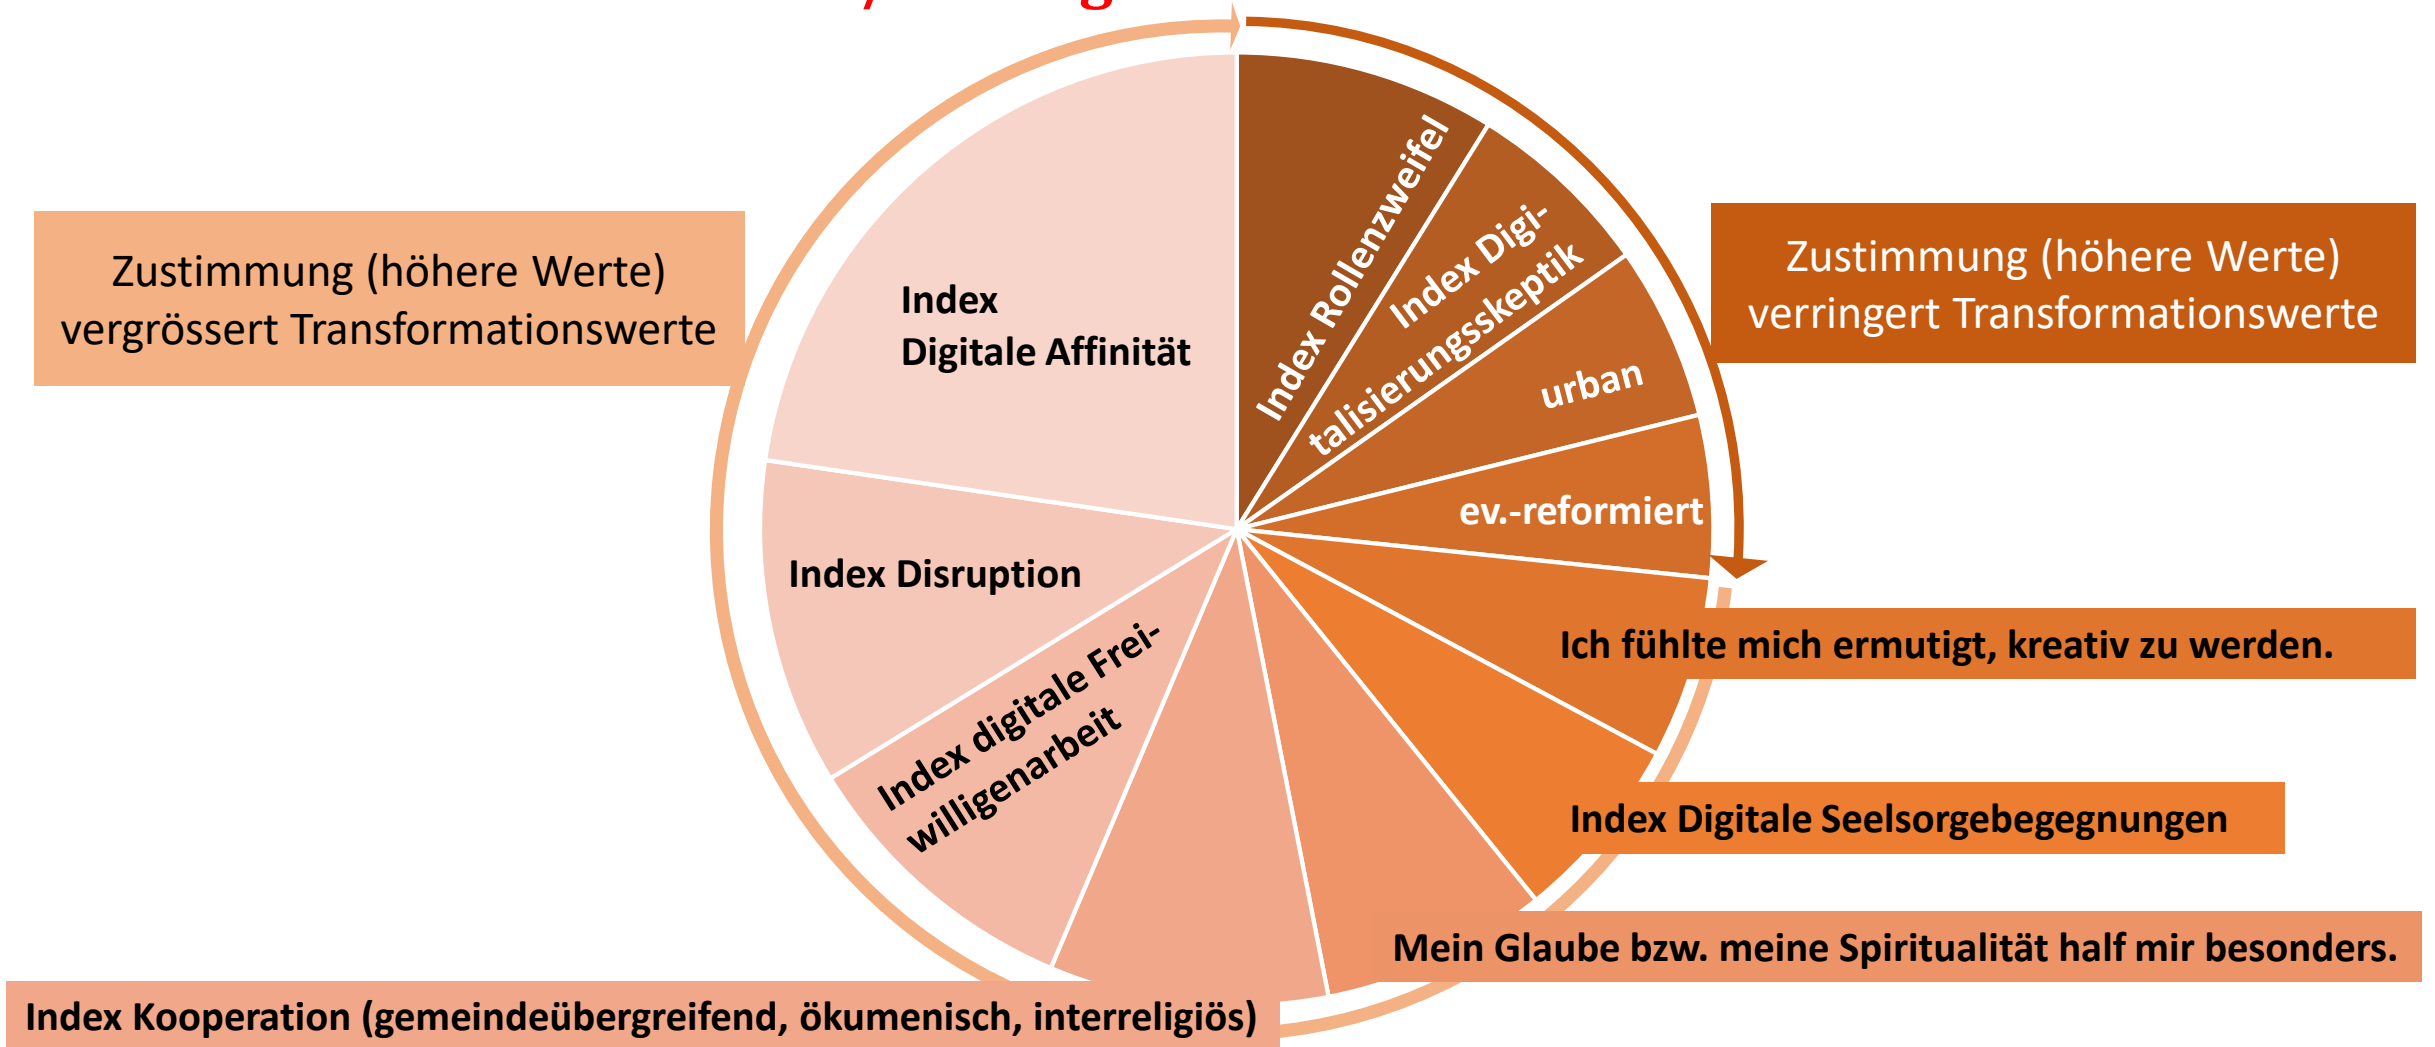 Zustimmung (höhere Werte)
vergrössert Transformationswerte
Zustimmung (höhere Werte)
verringert Transformationswerte
Index Rollenzweifel
Index Digi-
talisierungsskeptik
urban
ev.-reformiert
Ich fühlte mich ermutigt, kreativ zu werden.
Index Digitale Seelsorgebegegnungen
Mein Glaube bzw. meine Spiritualität half mir besonders.
Index Kooperation (gemeindeübergreifend, ökumenisch, interreligiös)
Index digitale Frei-
willigenarbeit
Index Disruption
Index
Digitale Affinität